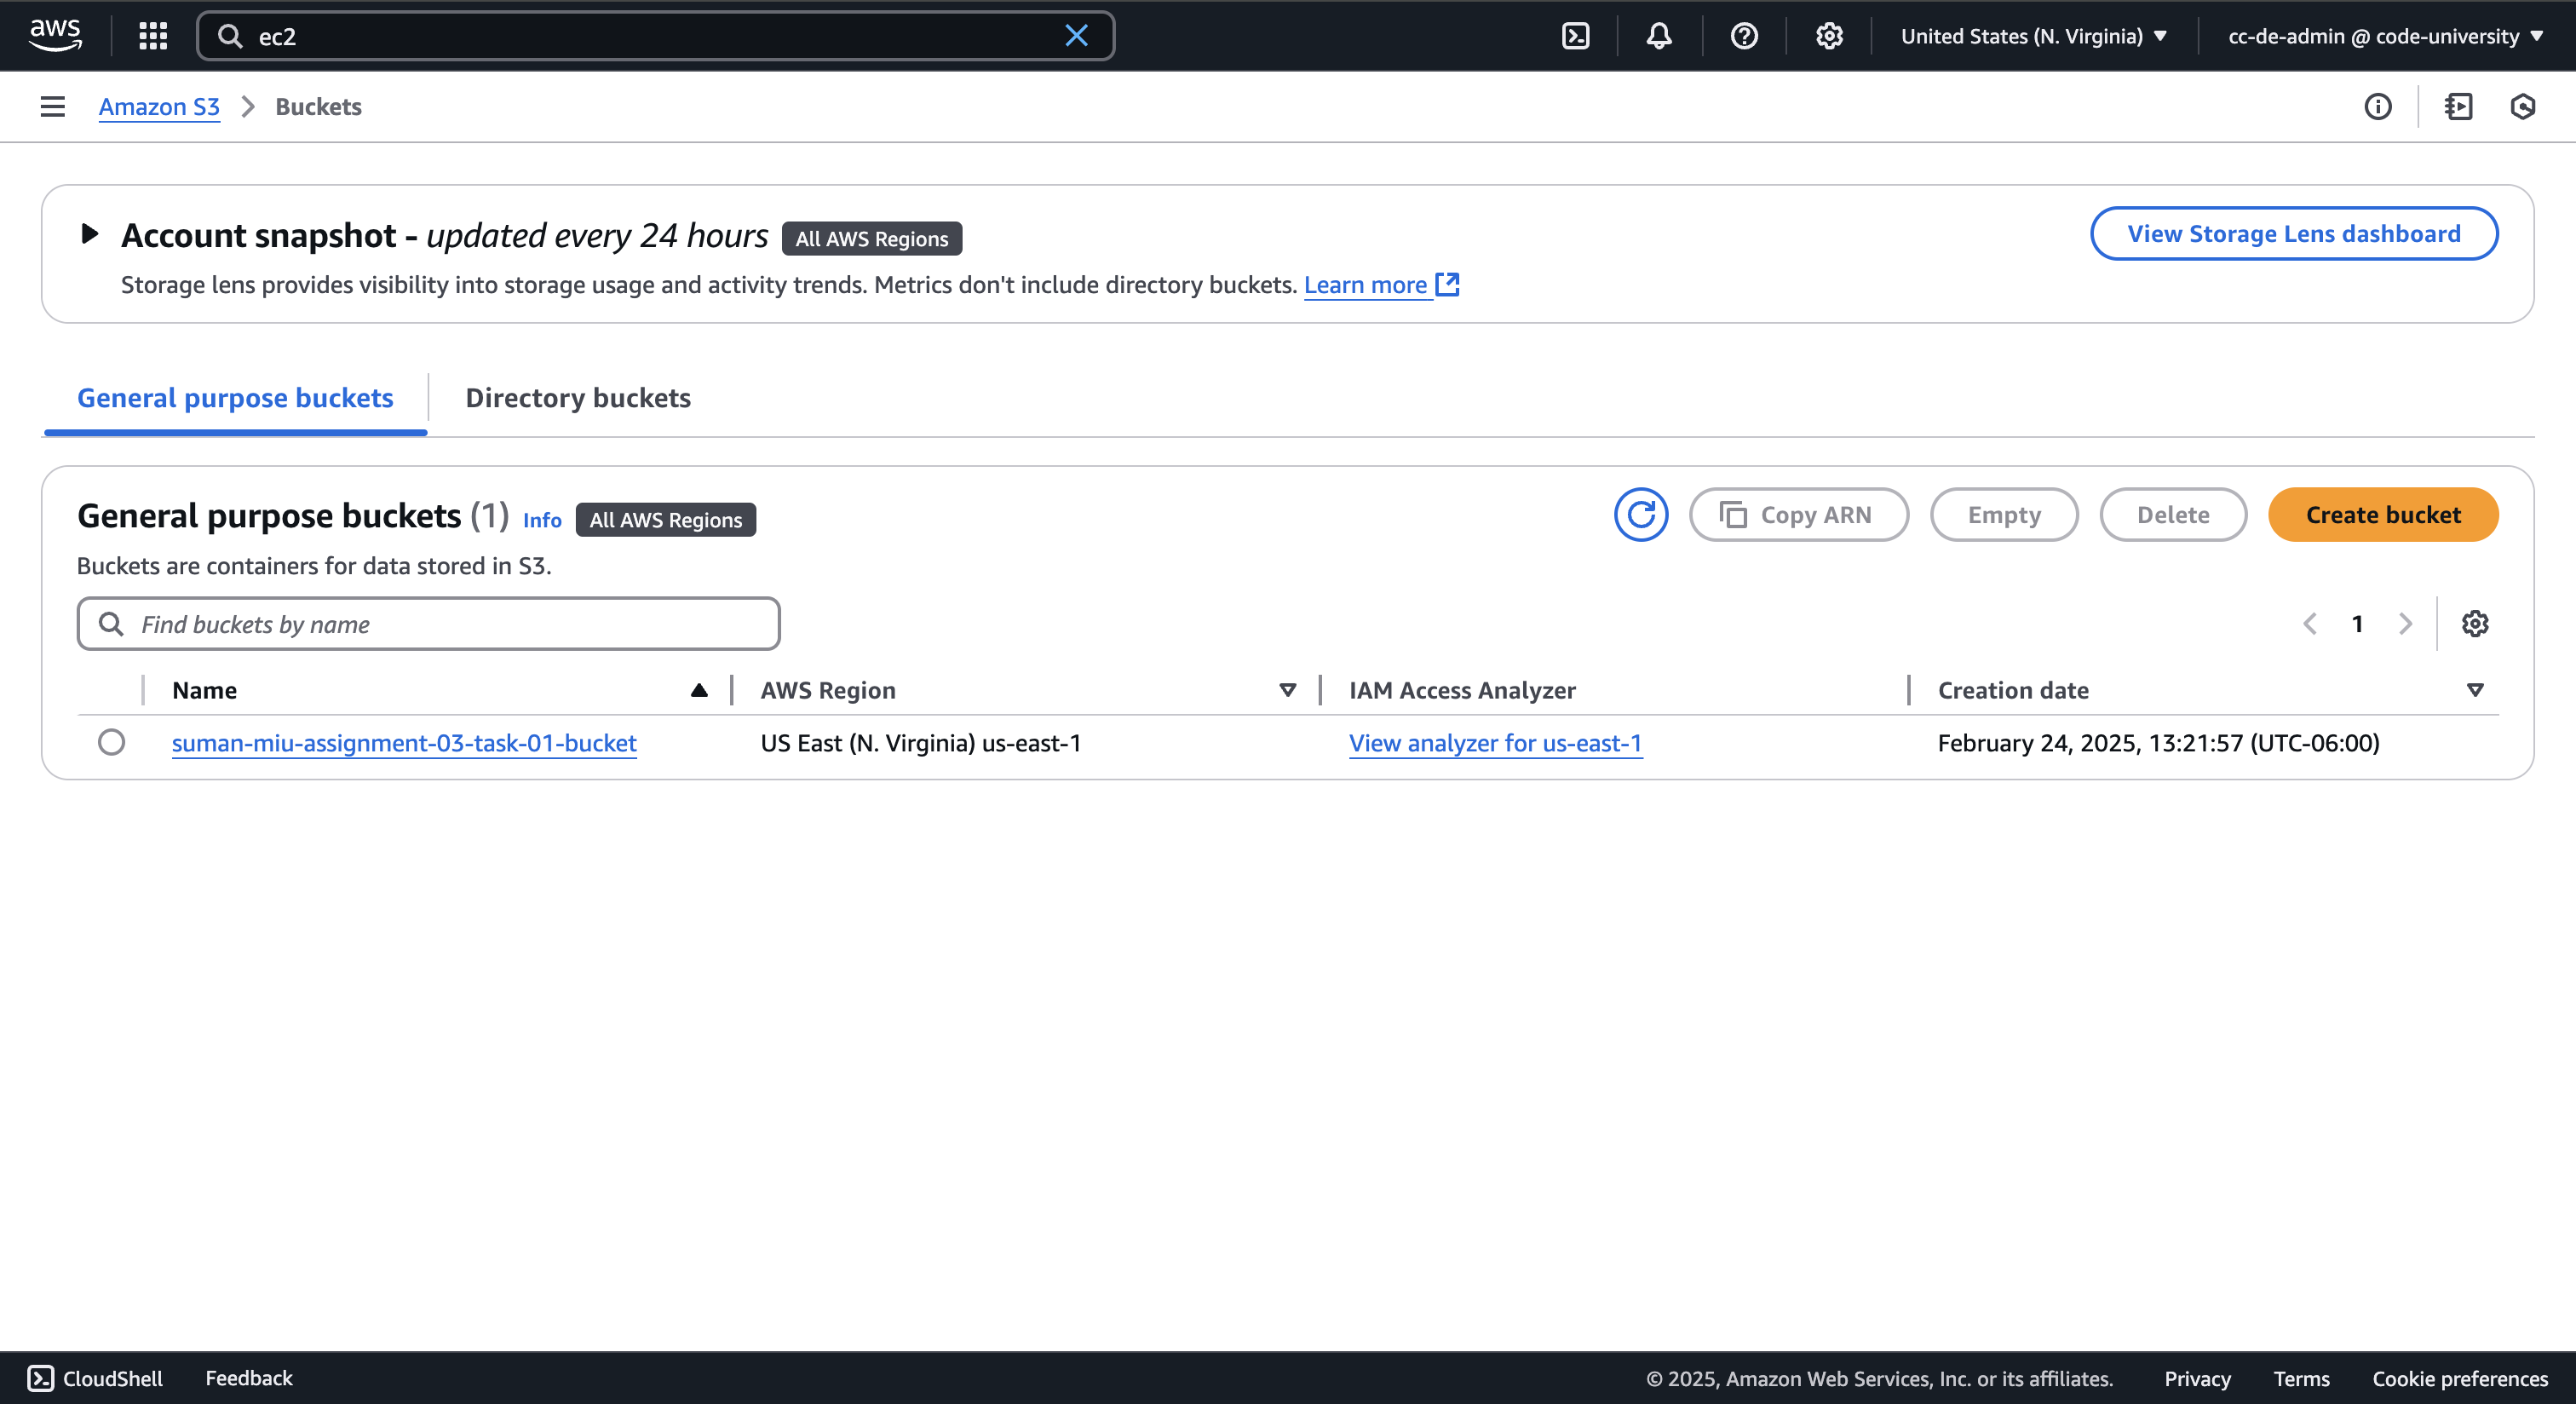 aws
ec2
United States (N. Virginia)
cc-de-admin @ code-university
Amazon S3
Buckets
Account snapshot - updated every 24 hours
All AWS Regions
View Storage Lens dashboard
Storage lens provides visibility into storage usage and activity trends. Metrics don't include directory buckets. Learn more
General purpose buckets
Directory buckets
General purpose buckets (1)
Info
All AWS Regions
Copy ARN
Empty
Delete
Create bucket
Buckets are containers for data stored in S3.
Find buckets by name
1
Name
AWS Region
IAM Access Analyzer
Creation date
suman-miu-assignment-03-task-01-bucket
US East (N. Virginia) us-east-1
View analyzer for us-east-1
February 24, 2025, 13:21:57 (UTC-06:00)
CloudShell
Feedback
© 2025, Amazon Web Services, Inc. or its affiliates.
Privacy
Terms
Cookie preferences